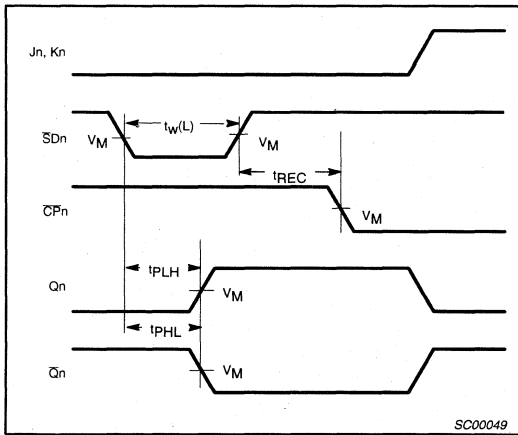 Jn, Kn
tw(L)
SDn VM VM
tREC
CPn
VM
tPLH
Qn VM
tPHL
Qn VM
SC00049